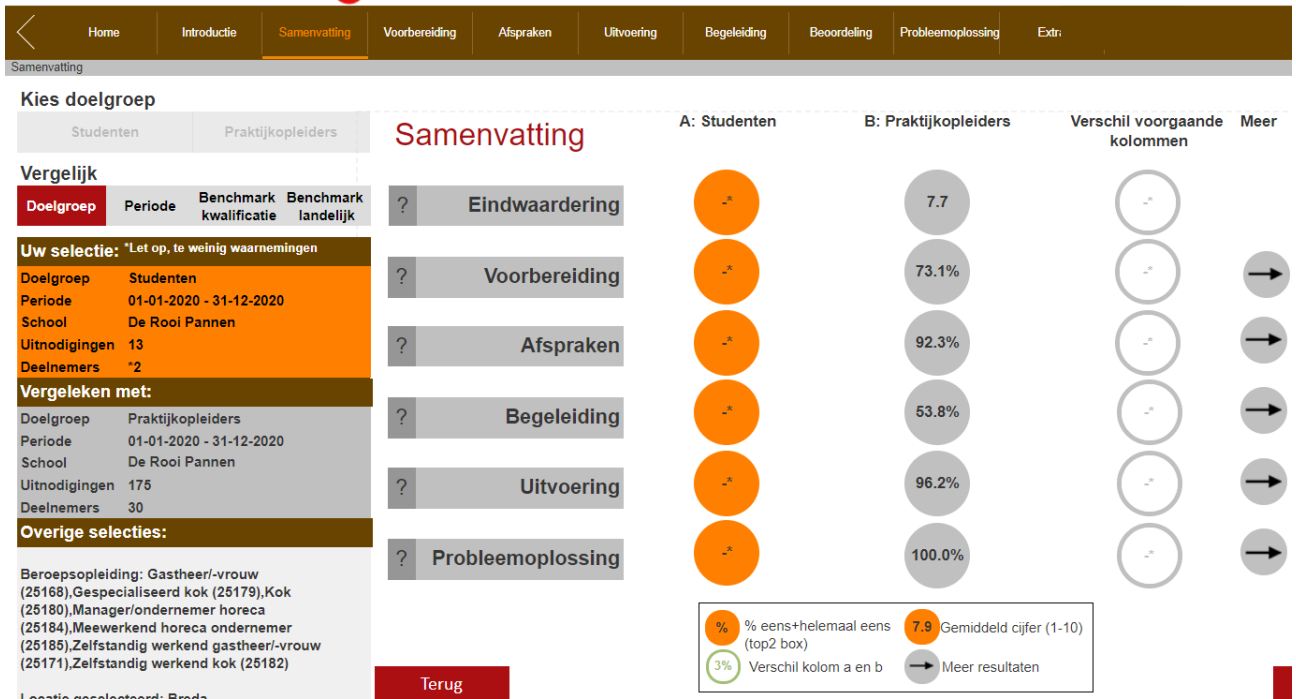 Home Introductie Samenvatting Voorbereiding Afspraken Uitvoering Begeleiding Beoordeling Probleemoplossing Extra
Samenvatting
Kies doelgroep
Studenten Praktijkopleiders
Vergelijk
Doelgroep Periode Benchmark kwalificatie Benchmark landelijk
Uw selectie: *Let op, te weinig waarnemingen
Doelgroep Studenten
Periode 01-01-2020 - 31-12-2020
School De Rooi Pannen
Uitnodigingen 13
Deelnemers *2
Vergeleken met:
Doelgroep Praktijkopleiders
Periode 01-01-2020 - 31-12-2020
School De Rooi Pannen
Uitnodigingen 175
Deelnemers 30
Overige selecties:
Beroepsopleiding: Gastheer/-vrouw
(25168),Gespecialiseerd kok (25179),Kok
(25180),Manager/ondernemer horeca
(25184),Meewerkend horeca ondernemer
(25185),Zelfstandig werkend gastheer/-vrouw
(25171),Zelfstandig werkend kok (25182)
Locatie geselecteerd: Breda
Samenvatting
A: Studenten B: Praktijkopleiders Verschil voorgaande kolommen Meer
? Eindwaardering -* 7.7 -*
? Voorbereiding -* 73.1% -*
? Afspraken -* 92.3% -*
? Begeleiding -* 53.8% -*
? Uitvoering -* 96.2% -*
? Probleemoplossing -* 100.0% -*
% % eens+helemaal eens (top2 box) 7.9 Gemiddeld cijfer (1-10)
3% Verschil kolom a en b Meer resultaten
Terug